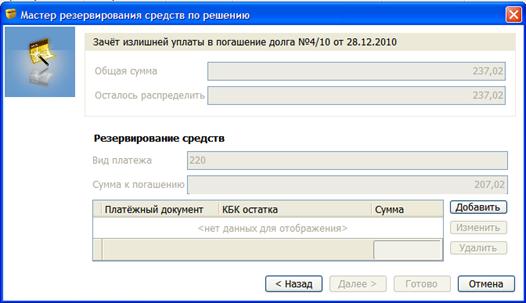 Мастер резервирования средств по решению
Зачёт излишней уплаты в погашение долга №4/10 от 28.12.2010
Общая сумма 237,02
Осталось распределить 237,02
Резервирование средств
Вид платежа 220
Сумма к погашению 207,02
Платёжный документ КБК остатка Сумма
<нет данных для отображения>
Добавить
Изменить
Удалить
< Назад Далее > Готово Отмена